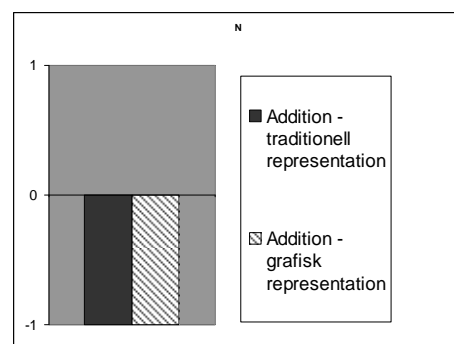 N
1
0
-1
Addition -
traditionell
representation
Addition -
grafisk
representation